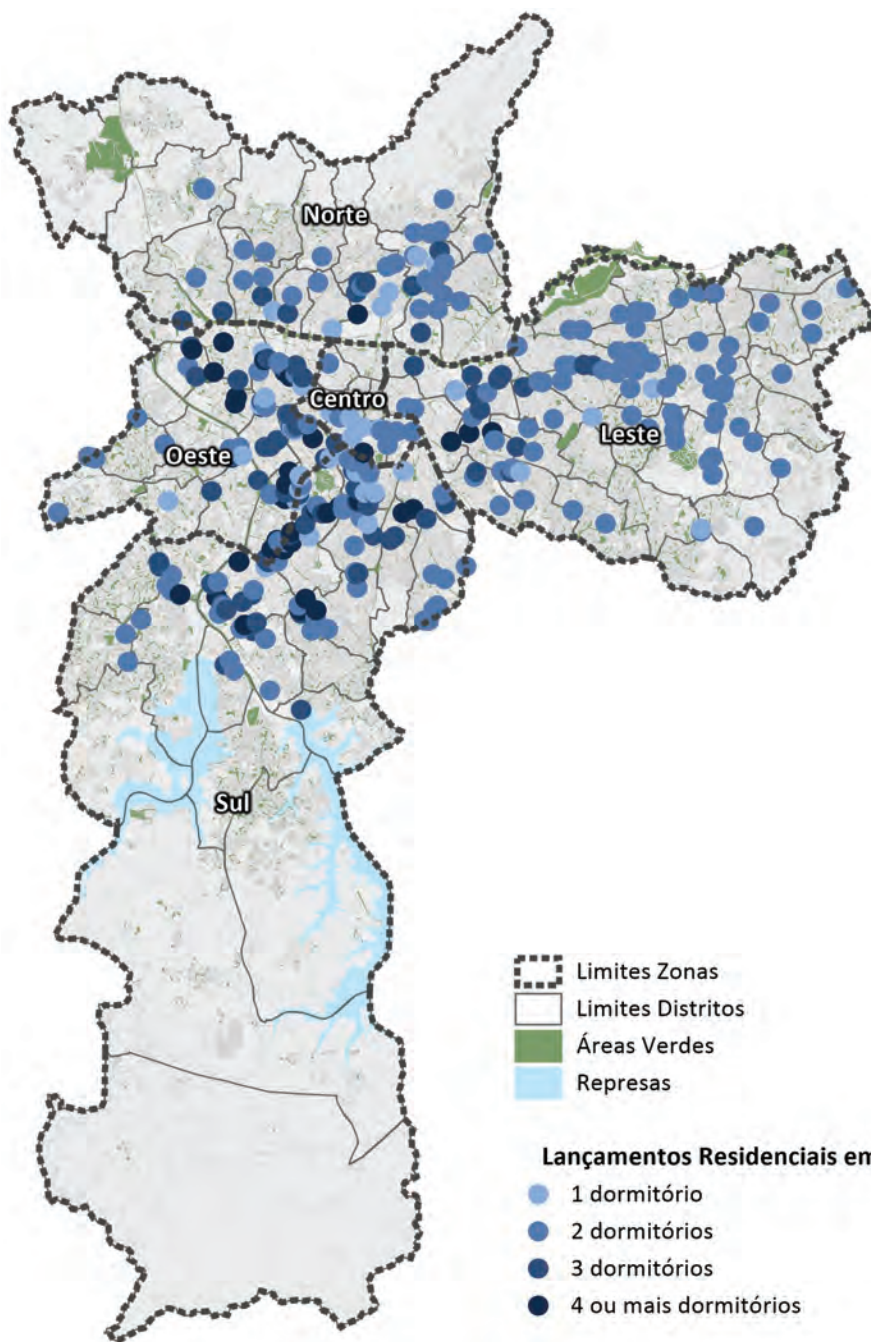 Norte
Centro
Leste
Oeste
Sul
Limites Zonas
Limites Distritos
Áreas Verdes
Represas
Lançamentos Residenciais em
1 dormitório
2 dormitórios
3 dormitórios
4 ou mais dormitórios